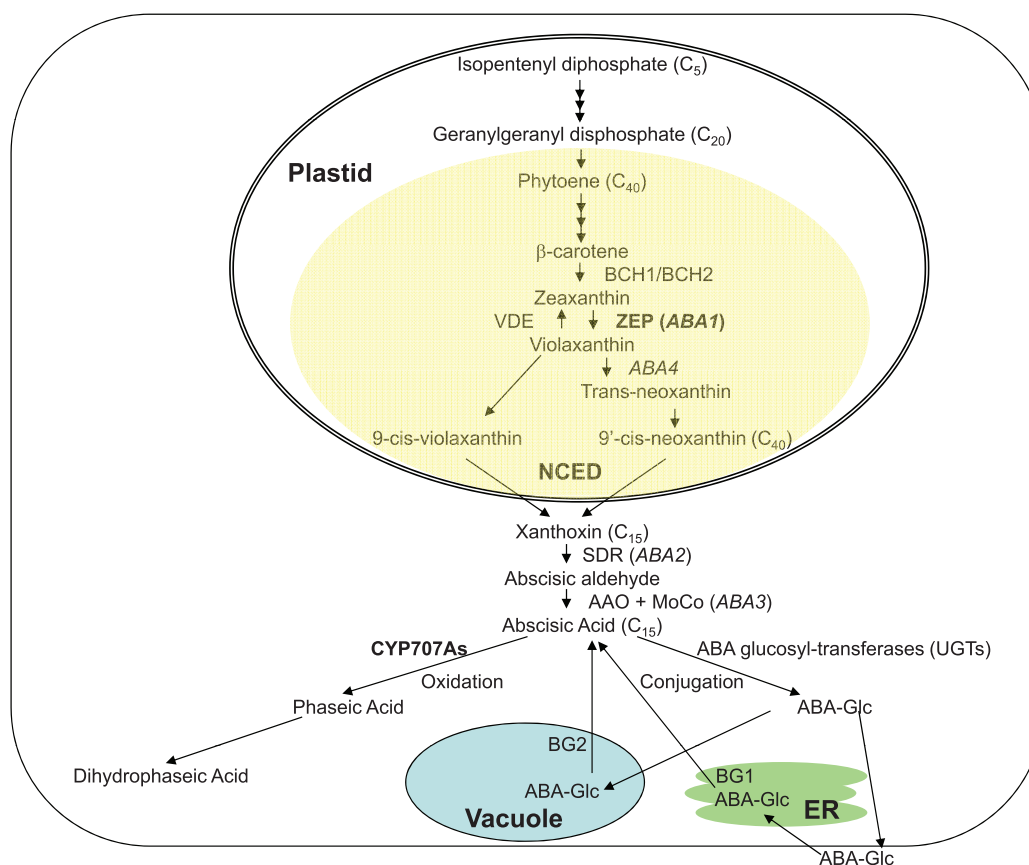 Isopentenyl diphosphate (C5)
Geranylgeranyl disphosphate (C20)
Plastid
Phytoene (C40)
β-carotene
BCH1/BCH2
Zeaxanthin
VDE
ZEP (ABA1)
Violaxanthin
ABA4
Trans-neoxanthin
9-cis-violaxanthin
9'-cis-neoxanthin (C40)
NCED
Xanthoxin (C15)
SDR (ABA2)
Abscisic aldehyde
AAO + MoCo (ABA3)
Abscisic Acid (C15)
CYP707As
ABA glucosyl-transferases (UGTs)
Oxidation
Conjugation
Phaseic Acid
ABA-Glc
BG2
Dihydrophaseic Acid
BG1
ABA-Glc
ABA-Glc
Vacuole
ER
ABA-Glc